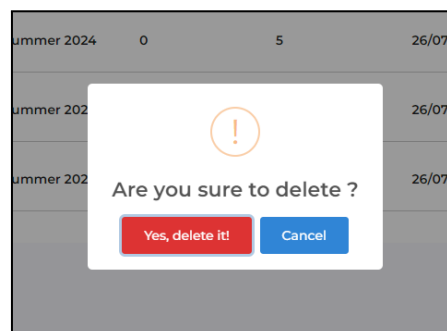 ummer 2024 0 5 26/07
ummer 202 26/07
!
ummer 202 26/07
Are you sure to delete ?
Yes, delete it! Cancel